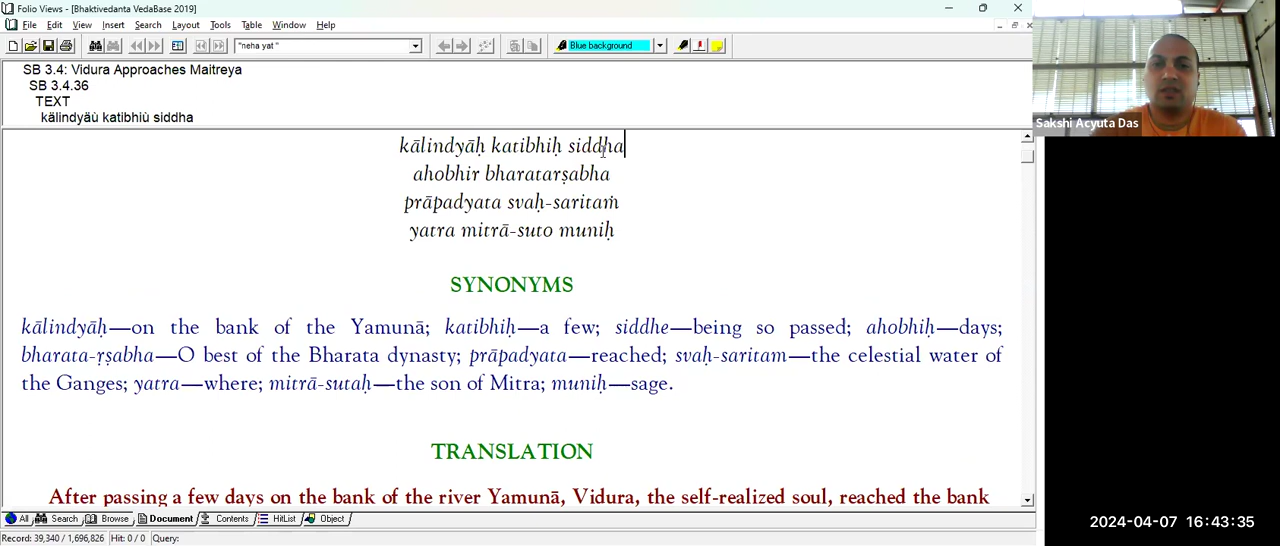 Folio Views - [Bhaktivedanta VedaBase 2019]
File Edit View Insert Search Layout Tools Table Window Help
"neha yat "
Blue background
SB 3.4: Vidura Approaches Maitreya
SB 3.4.36
TEXT
kälindyäù katibhiù siddha
kālindyāḥ katibhiḥ siddha
ahobhir bharatarṣabha
prāpadyata svaḥ-saritaṁ
yatra mitrā-suto muniḥ
SYNONYMS
kālindyāḥ—on the bank of the Yamunā; katibhiḥ—a few; siddhe—being so passed; ahobhiḥ—days;
bharata-ṛṣabha—O best of the Bharata dynasty; prāpadyata—reached; svaḥ-saritam—the celestial water of
the Ganges; yatra—where; mitrā-sutaḥ—the son of Mitra; muniḥ—sage.
TRANSLATION
After passing a few days on the bank of the river Yamunā, Vidura, the self-realized soul, reached the bank
All Search Browse Document Contents HitList Object
Record: 39,340 / 1,696,826 Hit: 0 / 0 Query:
Sakshi Acyuta Das
2024-04-07 16:43:35